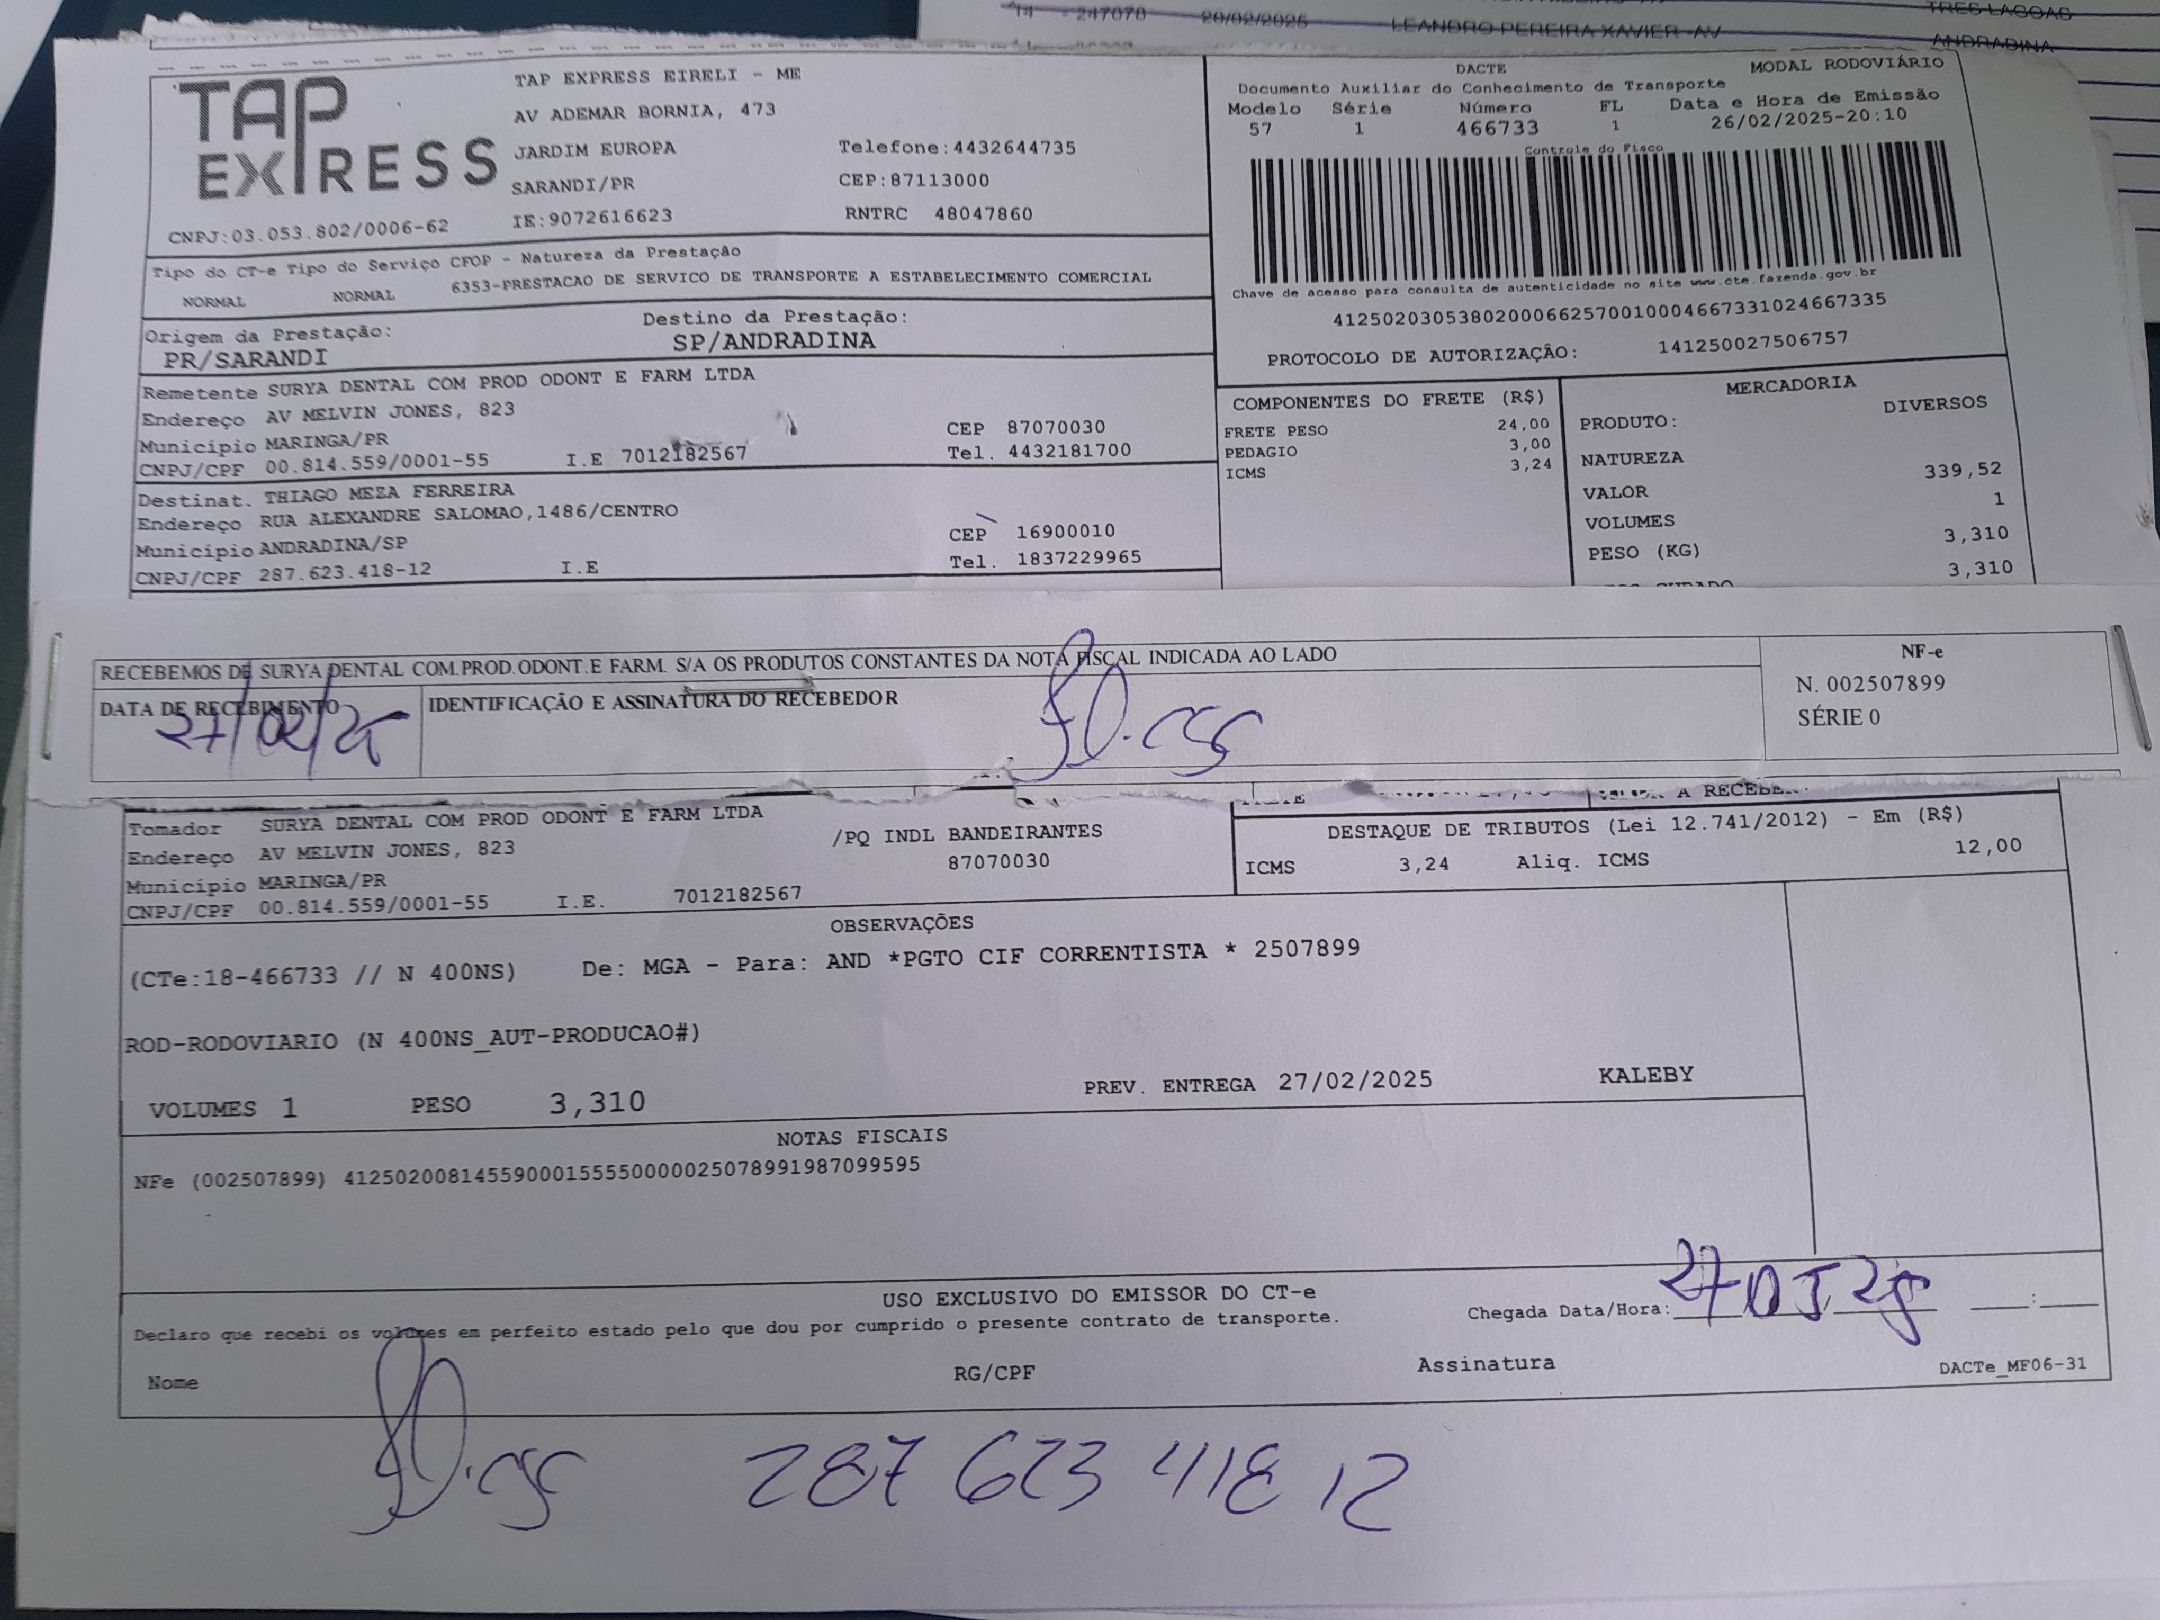 14 - 247070 20/02/2025 LEANDRO PEREIRA XAVIER -AV TRES LAGOAS
ANDRADINA
TAP EXPRESS
TAP EXPRESS EIRELI - ME
AV ADEMAR BORNIA, 473
JARDIM EUROPA Telefone:4432644735
SARANDI/PR CEP:87113000
CNPJ:03.053.802/0006-62 IE:9072616623 RNTRC 48047860
DACTE MODAL RODOVIÁRIO
Documento Auxiliar do Conhecimento de Transporte
Modelo Série Número FL Data e Hora de Emissão
57 1 466733 1 26/02/2025-20:10
Controle do Fisco
Chave de acesso para consulta de autenticidade no site www.cte.fazenda.gov.br
41250203053802000662570010004667331024667335
PROTOCOLO DE AUTORIZAÇÃO: 141250027506757
Tipo do CT-e Tipo do Serviço CFOP - Natureza da Prestação
NORMAL NORMAL 6353-PRESTACAO DE SERVICO DE TRANSPORTE A ESTABELECIMENTO COMERCIAL
Origem da Prestação: Destino da Prestação:
PR/SARANDI SP/ANDRADINA
Remetente SURYA DENTAL COM PROD ODONT E FARM LTDA
Endereço AV MELVIN JONES, 823
Município MARINGA/PR CEP 87070030
CNPJ/CPF 00.814.559/0001-55 I.E 7012182567 Tel. 4432181700
Destinat. THIAGO MEZA FERREIRA
Endereço RUA ALEXANDRE SALOMAO,1486/CENTRO
Município ANDRADINA/SP CEP 16900010
CNPJ/CPF 287.623.418-12 I.E Tel. 1837229965
COMPONENTES DO FRETE (R$)
FRETE PESO 24,00
PEDAGIO 3,00
ICMS 3,24
MERCADORIA
PRODUTO: DIVERSOS
NATUREZA
VALOR 339,52
VOLUMES 1
PESO (KG) 3,310
3,310
RECEBEMOS DE SURYA DENTAL COM.PROD.ODONT.E FARM. S/A OS PRODUTOS CONSTANTES DA NOTA FISCAL INDICADA AO LADO
DATA DE RECEBIMENTO IDENTIFICAÇÃO E ASSINATURA DO RECEBEDOR
27/02/25
NF-e
N. 002507899
SÉRIE 0
A RECEBER
Tomador SURYA DENTAL COM PROD ODONT E FARM LTDA
Endereço AV MELVIN JONES, 823 /PQ INDL BANDEIRANTES
Município MARINGA/PR 87070030
CNPJ/CPF 00.814.559/0001-55 I.E. 7012182567
DESTAQUE DE TRIBUTOS (Lei 12.741/2012) - Em (R$)
ICMS 3,24 Aliq. ICMS 12,00
OBSERVAÇÕES
(CTe:18-466733 // N 400NS) De: MGA - Para: AND *PGTO CIF CORRENTISTA * 2507899
ROD-RODOVIARIO (N 400NS_AUT-PRODUCAO#)
VOLUMES 1 PESO 3,310 PREV. ENTREGA 27/02/2025 KALEBY
NOTAS FISCAIS
NFe (002507899) 41250200814559000155550000025078991987099595
USO EXCLUSIVO DO EMISSOR DO CT-e
Declaro que recebi os volumes em perfeito estado pelo que dou por cumprido o presente contrato de transporte. Chegada Data/Hora: :
Nome RG/CPF Assinatura DACTe_MF06-31
287 623 418 12